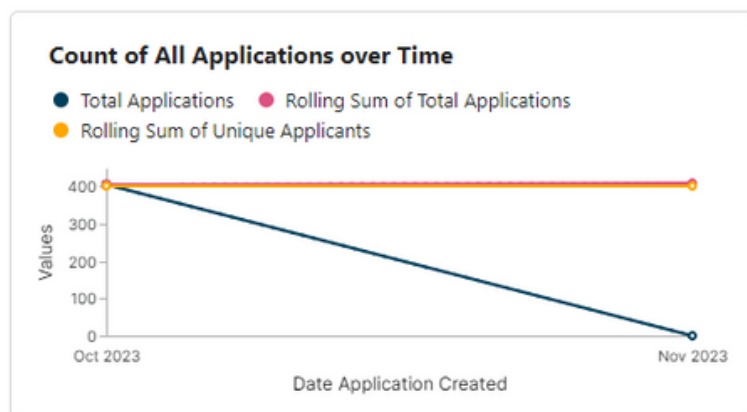 Count of All Applications over Time
Total Applications
Rolling Sum of Total Applications
Rolling Sum of Unique Applicants
400
300
200
100
0
Values
Oct 2023
Nov 2023
Date Application Created